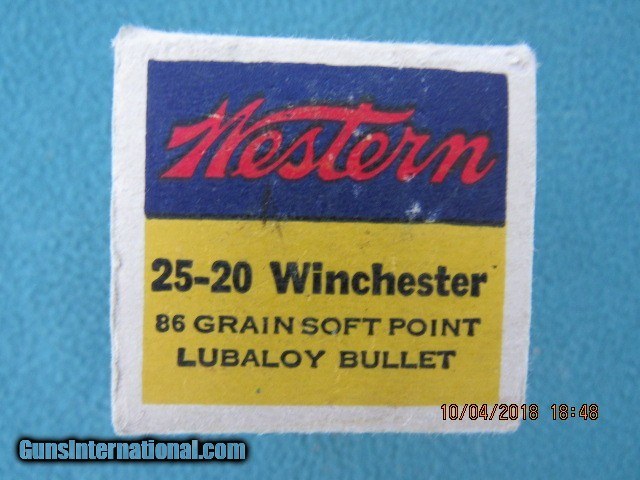 Western
25-20 Winchester
86 GRAIN SOFT POINT
LUBALOY BULLET
10/04/2018 18:48
GunsInternational.com